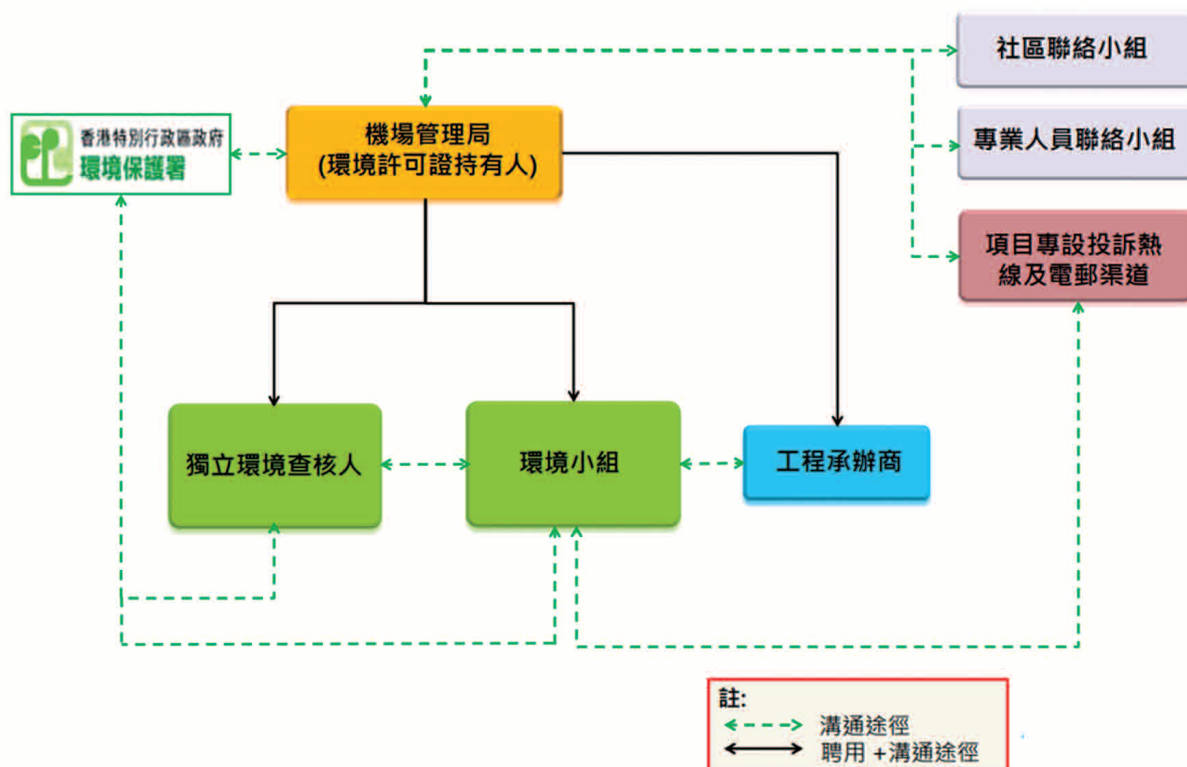 社區聯絡小組
香港特別行政區政府
環境保護署
機場管理局
(環境許可證持有人)
專業人員聯絡小組
項目專設投訴熱
線及電郵渠道
獨立環境查核人
環境小組
工程承辦商
註:
溝通途徑
聘用 +溝通途徑